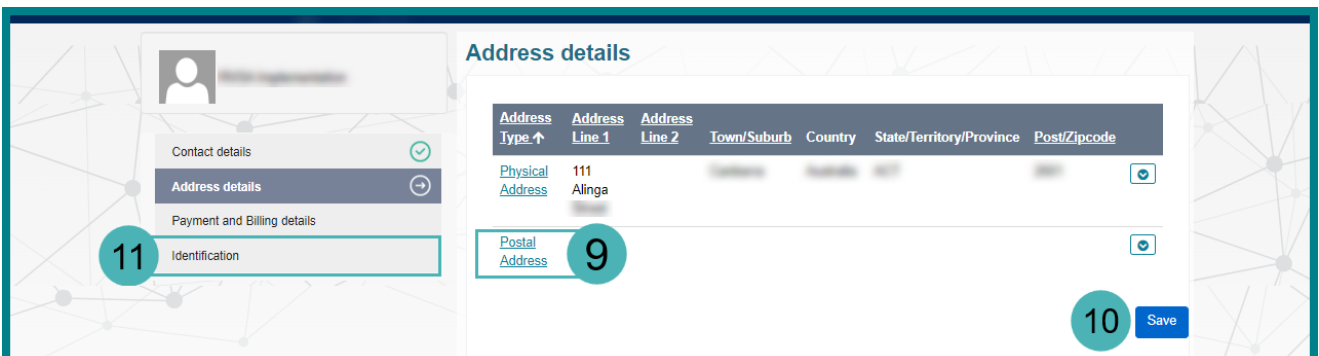 Address details
Contact details
Address details
Payment and Billing details
11
Identification
Address Address Address
Type ↑ Line 1 Line 2 Town/Suburb Country State/Territory/Province Post/Zipcode
Physical 111
Address Alinga
Postal
Address
9
10
Save